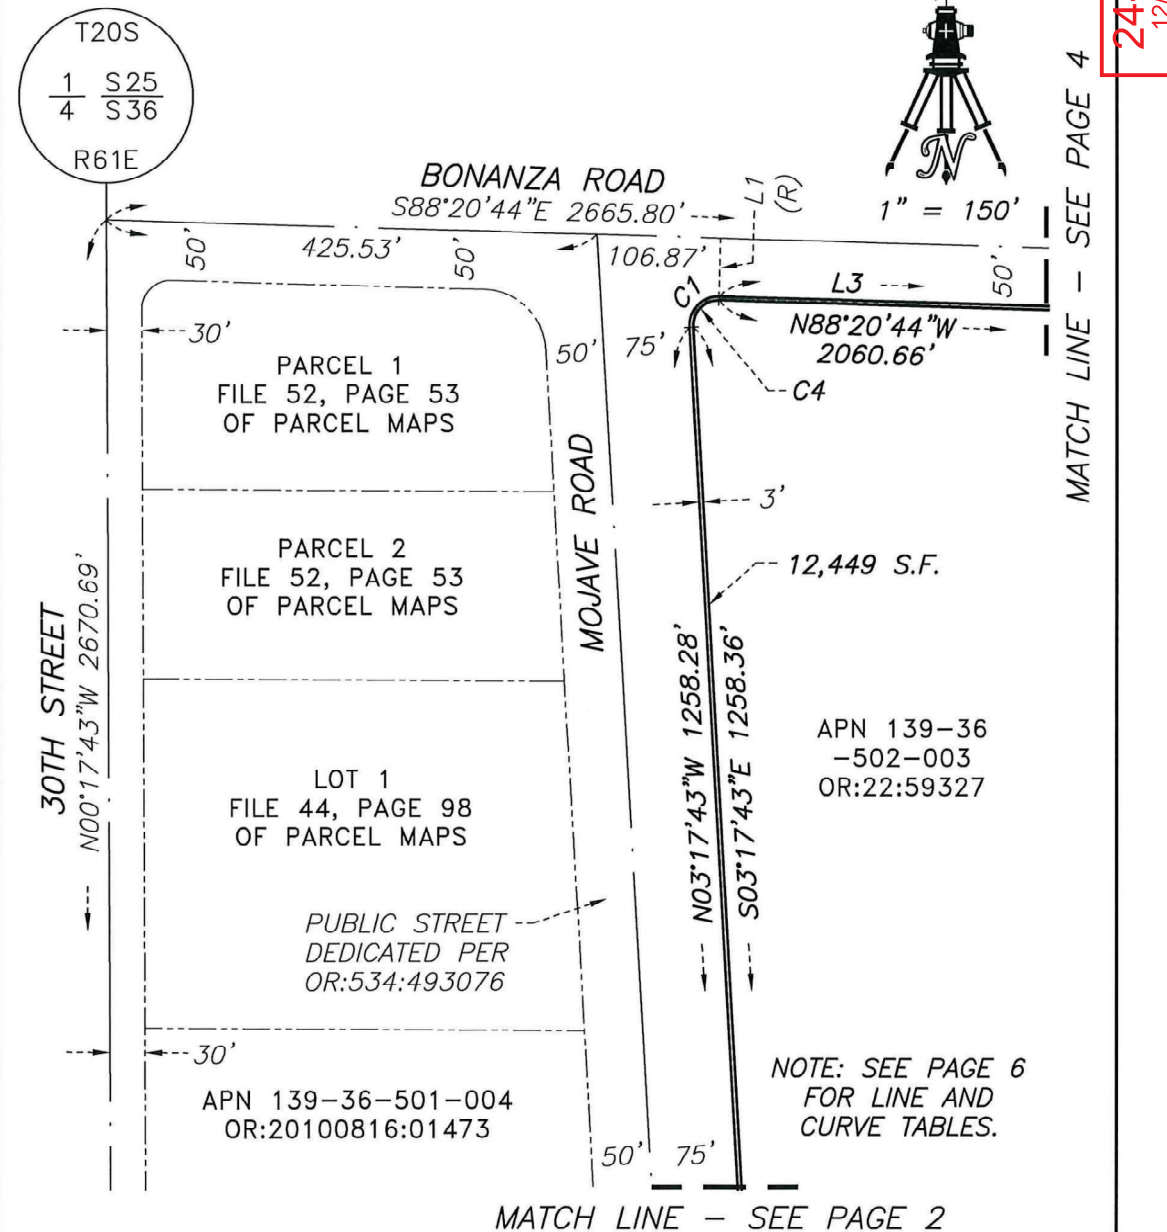 T20S
1 S25
4 S36
R61E
BONANZA ROAD
S88°20'44"E 2665.80'
L1
(R)
N
1" = 150'
MATCH LINE – SEE PAGE 4
50'
425.53'
50'
106.87'
C1
L3
50'
N88°20'44"W
2060.66'
C4
30'
50' 75'
PARCEL 1
FILE 52, PAGE 53
OF PARCEL MAPS
MOJAVE ROAD
3'
12,449 S.F.
PARCEL 2
FILE 52, PAGE 53
OF PARCEL MAPS
30TH STREET
N00°17'43"W 2670.69'
N03°17'43"W 1258.28'
S03°17'43"E 1258.36'
APN 139–36
–502–003
OR:22:59327
LOT 1
FILE 44, PAGE 98
OF PARCEL MAPS
PUBLIC STREET
DEDICATED PER
OR:534:493076
30'
APN 139–36–501–004
OR:20100816:01473
NOTE: SEE PAGE 6
FOR LINE AND
CURVE TABLES.
50' 75'
MATCH LINE – SEE PAGE 2